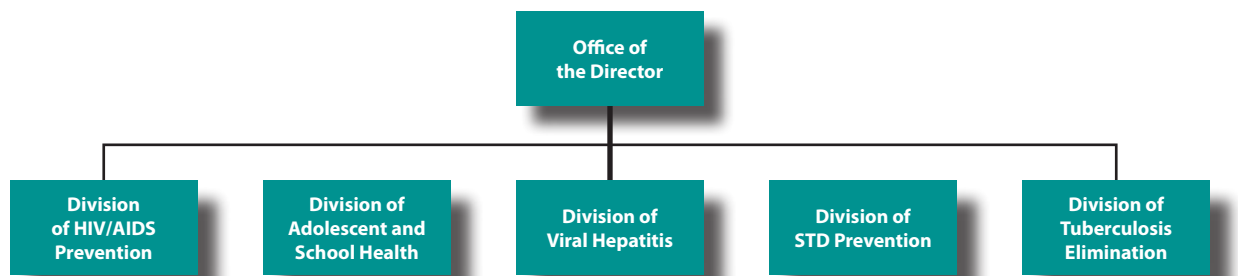 Office of
the Director
Division
of HIV/AIDS
Prevention
Division of
Adolescent and
School Health
Division of
Viral Hepatitis
Division of
STD Prevention
Division of
Tuberculosis
Elimination